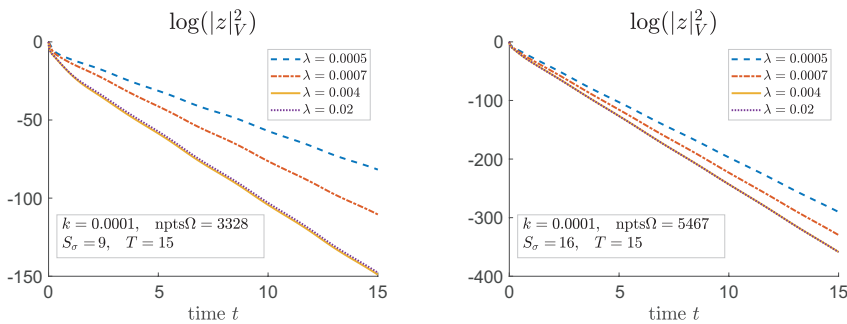 log(|z|²_V)
0
-50
-100
-150
0 5 10 15
time t
λ = 0.0005
λ = 0.0007
λ = 0.004
λ = 0.02
k = 0.0001, nptsΩ = 3328
S_σ = 9, T = 15
log(|z|²_V)
0
-100
-200
-300
-400
0 5 10 15
time t
λ = 0.0005
λ = 0.0007
λ = 0.004
λ = 0.02
k = 0.0001, nptsΩ = 5467
S_σ = 16, T = 15